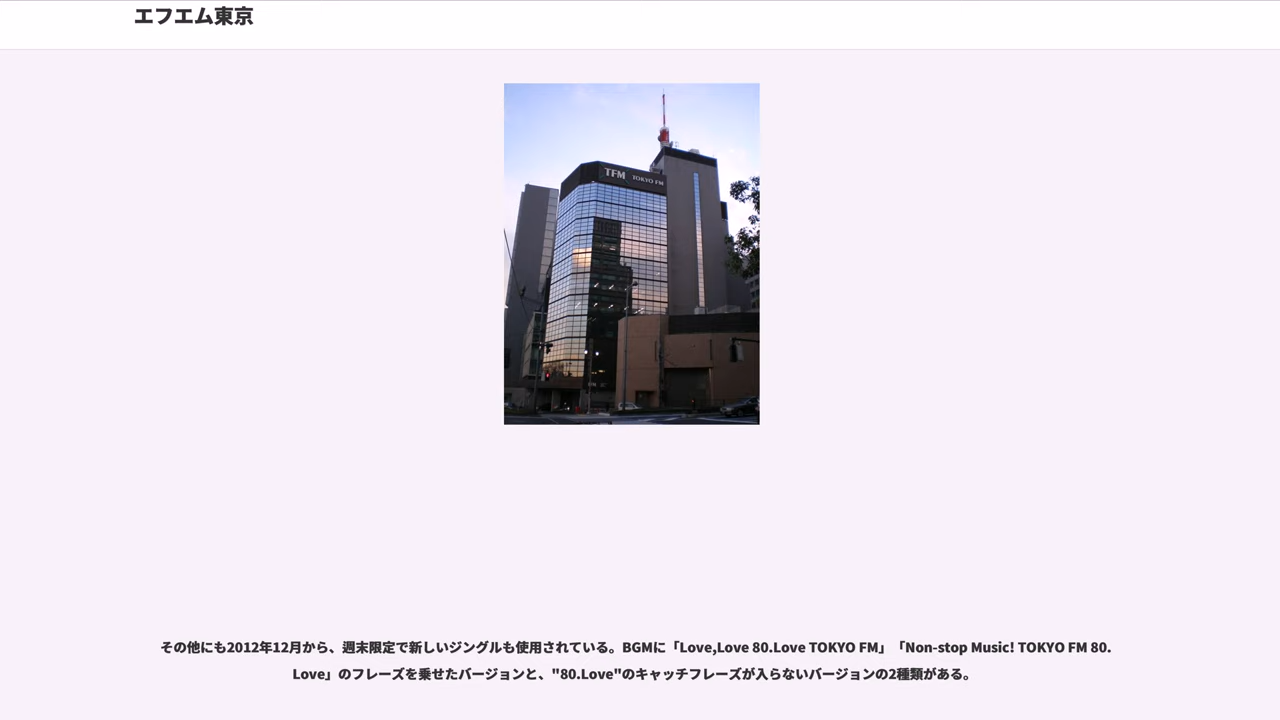 エフエム東京
TFM TOKYO FM
その他にも2012年12月から、週末限定で新しいジングルも使用されている。BGMに「Love,Love 80.Love TOKYO FM」「Non-stop Music! TOKYO FM 80.
Love」のフレーズを乗せたバージョンと、"80.Love"のキャッチフレーズが入らないバージョンの2種類がある。